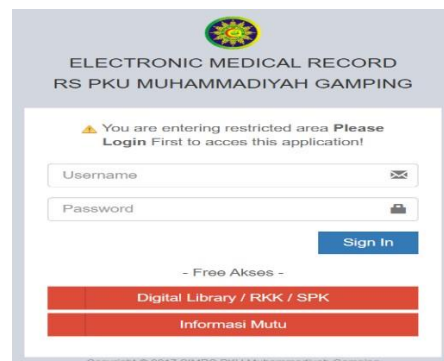 ELECTRONIC MEDICAL RECORD
RS PKU MUHAMMADIYAH GAMPING
You are entering restricted area Please
Login First to acces this application!
Username
Password
Sign In
- Free Akses -
Digital Library / RKK / SPK
Informasi Mutu